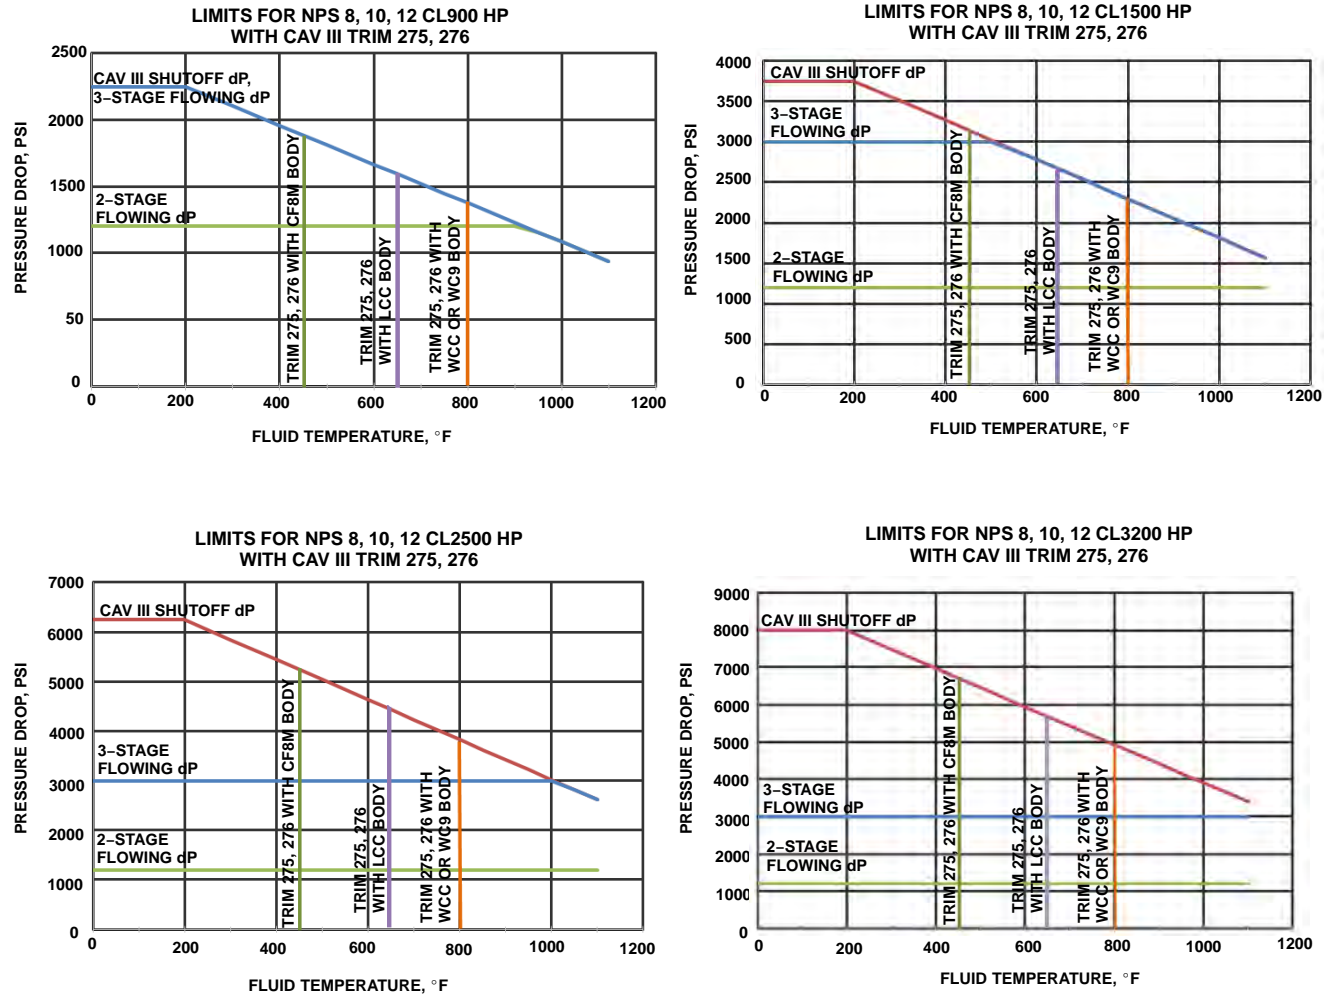 LIMITS FOR NPS 8, 10, 12 CL900 HP
WITH CAV III TRIM 275, 276
2500
2000
1500
1000
50
0
PRESSURE DROP, PSI
CAV III SHUTOFF dP,
3–STAGE FLOWING dP
2–STAGE
FLOWING dP
TRIM 275, 276 WITH CF8M BODY
TRIM 275, 276
WITH LCC BODY
TRIM 275, 276 WITH
WCC OR WC9 BODY
0 200 400 600 800 1000 1200
FLUID TEMPERATURE, °F
LIMITS FOR NPS 8, 10, 12 CL1500 HP
WITH CAV III TRIM 275, 276
4000
3500
3000
2500
2000
1500
1000
500
0
PRESSURE DROP, PSI
CAV III SHUTOFF dP
3–STAGE
FLOWING dP
2–STAGE
FLOWING dP
TRIM 275, 276 WITH CF8M BODY
TRIM 275, 276
WITH LCC BODY
TRIM 275, 276 WITH
WCC OR WC9 BODY
0 200 400 600 800 1000 1200
FLUID TEMPERATURE, °F
LIMITS FOR NPS 8, 10, 12 CL2500 HP
WITH CAV III TRIM 275, 276
7000
6000
5000
4000
3000
2000
1000
0
PRESSURE DROP, PSI
CAV III SHUTOFF dP
3–STAGE
FLOWING dP
2–STAGE
FLOWING dP
TRIM 275, 276 WITH CF8M BODY
TRIM 275, 276
WITH LCC BODY
TRIM 275, 276 WITH
WCC OR WC9 BODY
0 200 400 600 800 1000 1200
FLUID TEMPERATURE, °F
LIMITS FOR NPS 8, 10, 12 CL3200 HP
WITH CAV III TRIM 275, 276
9000
8000
7000
6000
5000
4000
3000
2000
1000
0
PRESSURE DROP, PSI
CAV III SHUTOFF dP
3–STAGE
FLOWING dP
2–STAGE
FLOWING dP
TRIM 275, 276 WITH CF8M BODY
TRIM 275, 276
WITH LCC BODY
TRIM 275, 276 WITH
WCC OR WC9 BODY
0 200 400 600 800 1000 1200
FLUID TEMPERATURE, °F